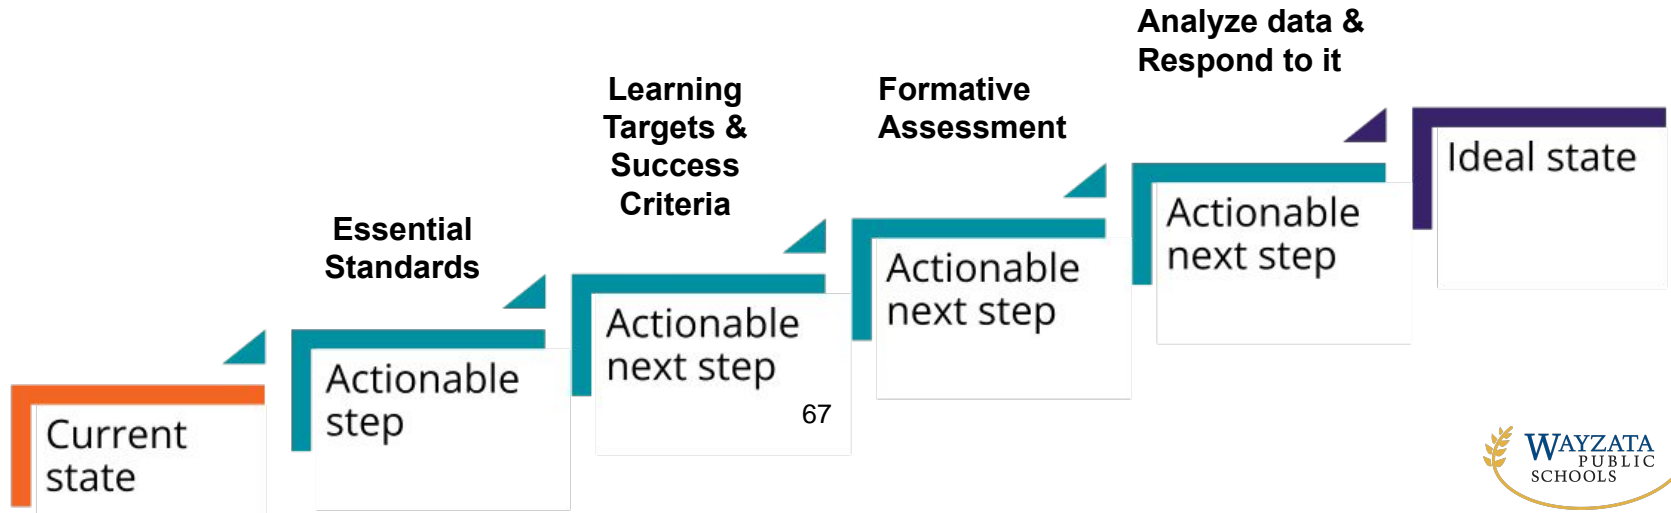 Analyze data &
Respond to it
Learning
Targets &
Success
Criteria
Formative
Assessment
Essential
Standards
Current
state
Actionable
step
Actionable
next step
67
Actionable
next step
Actionable
next step
Ideal state
WAYZATA
PUBLIC
SCHOOLS